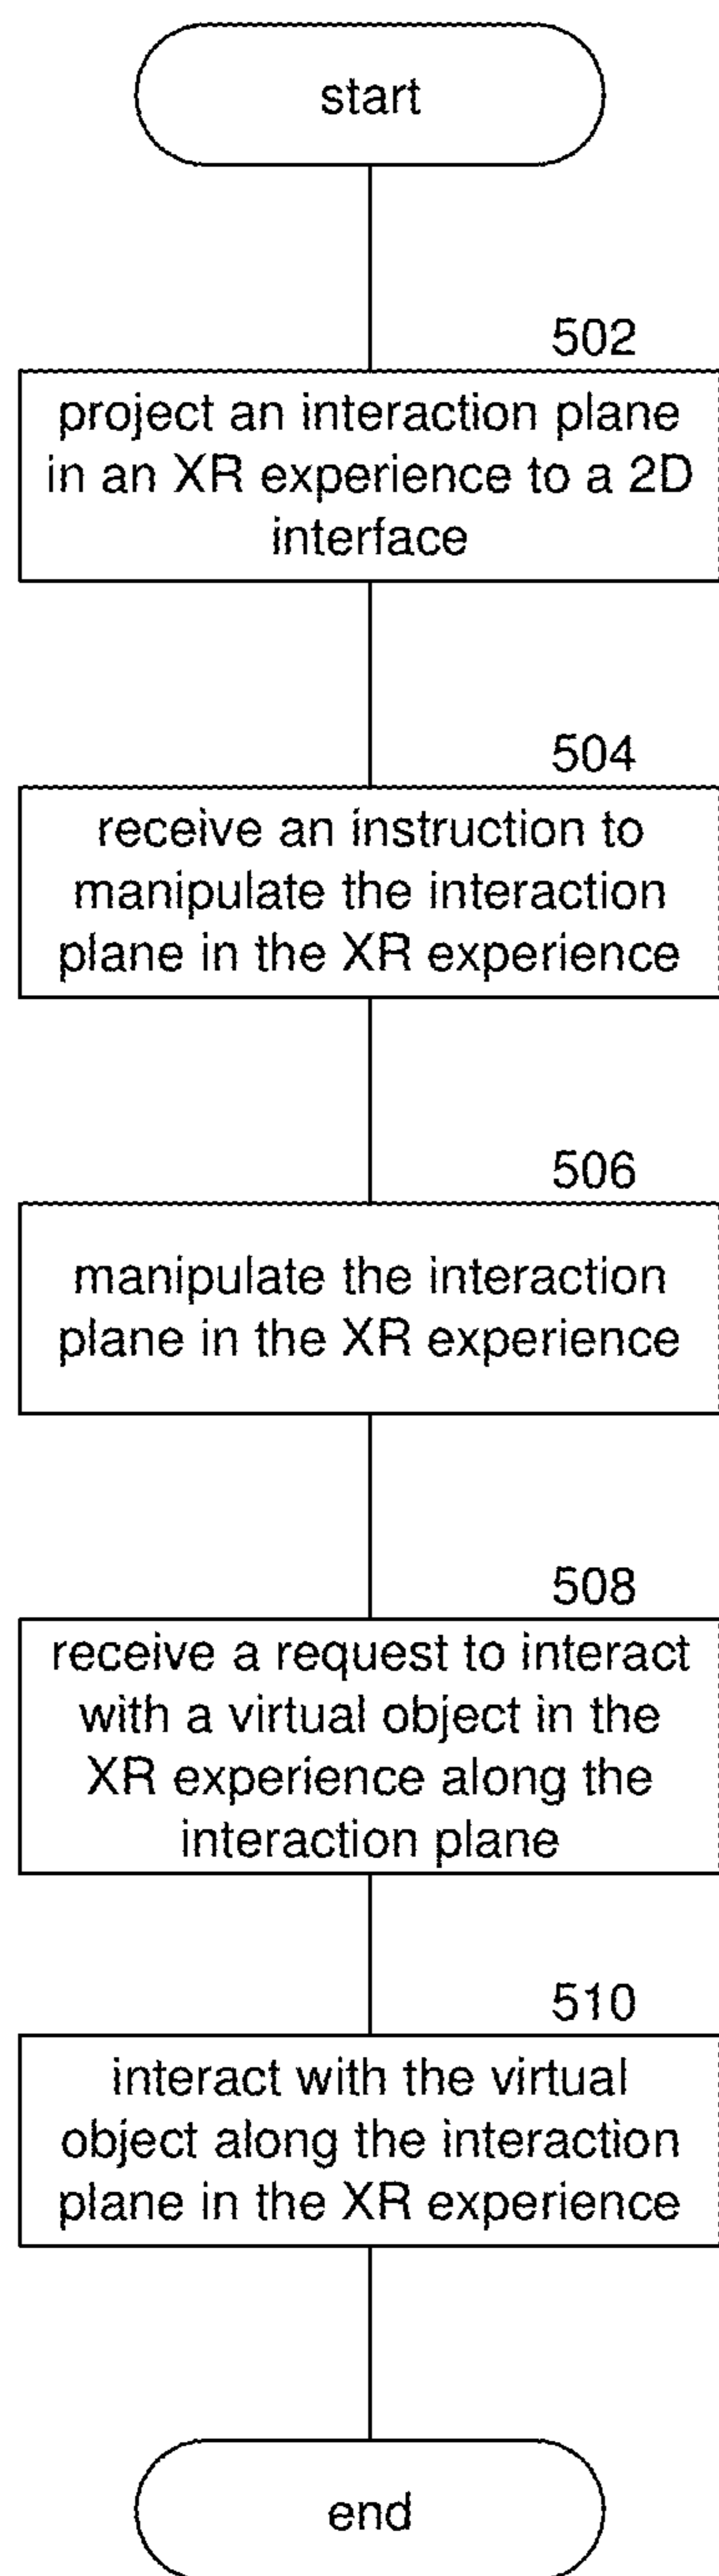 start
502
project an interaction plane
in an XR experience to a 2D
interface
504
receive an instruction to
manipulate the interaction
plane in the XR experience
506
manipulate the interaction
plane in the XR experience
508
receive a request to interact
with a virtual object in the
XR experience along the
interaction plane
510
interact with the virtual
object along the interaction
plane in the XR experience
end